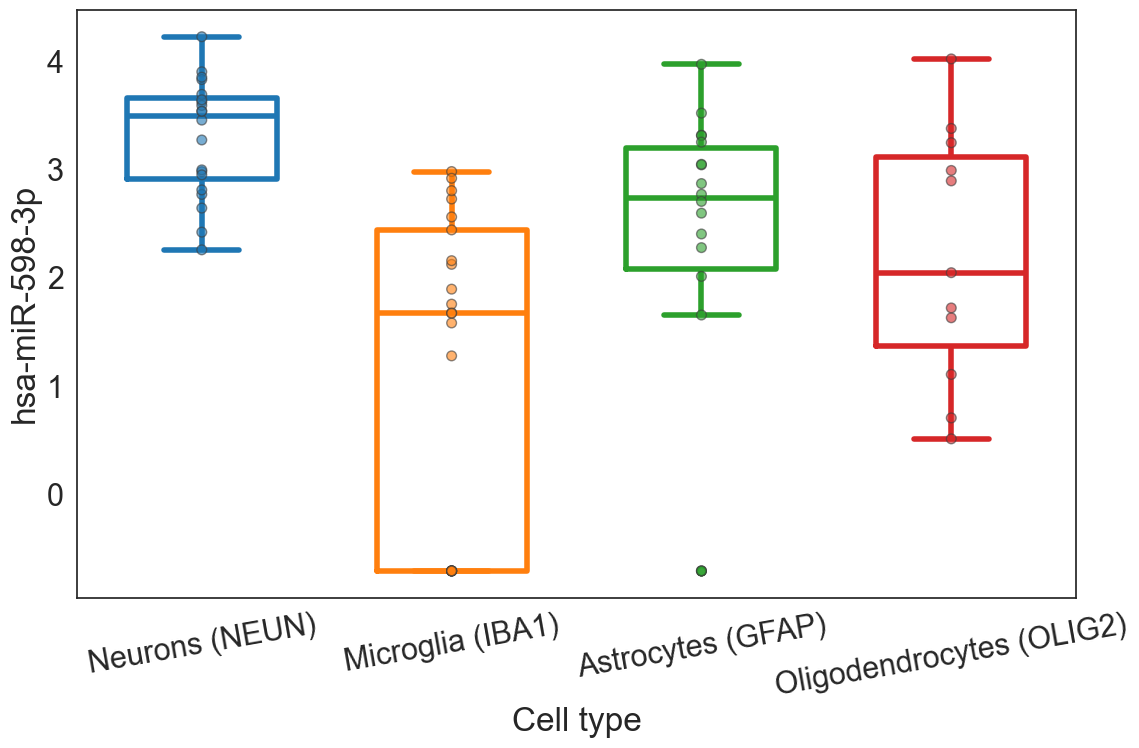 hsa-miR-598-3p
4
3
2
1
0
Neurons (NEUN)
Microglia (IBA1)
Astrocytes (GFAP)
Oligodendrocytes (OLIG2)
Cell type